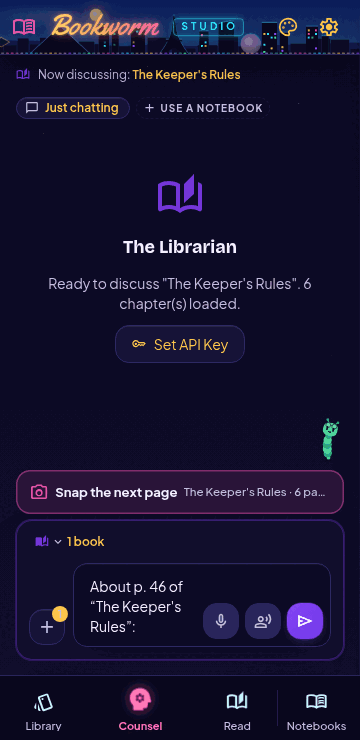 Bookworm STUDIO
Now discussing: The Keeper's Rules
Just chatting + USE A NOTEBOOK
The Librarian
Ready to discuss "The Keeper's Rules". 6
chapter(s) loaded.
Set API Key
Snap the next page The Keeper's Rules · 6 pa...
1 book
About p. 46 of
“The Keeper's
Rules”:
Library Counsel Read Notebooks